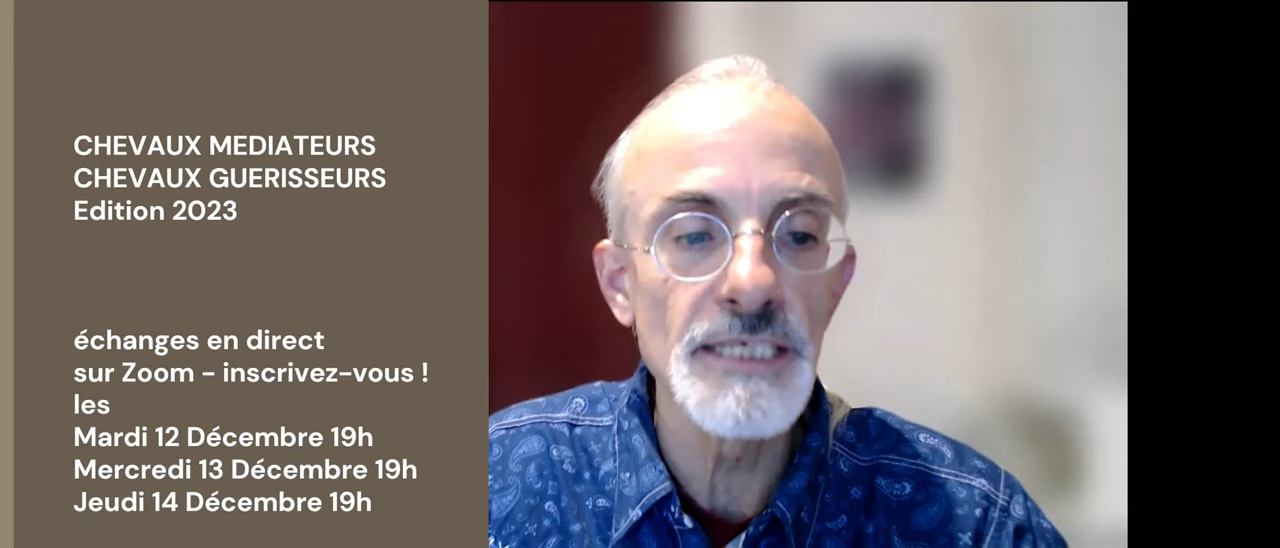 CHEVAUX MEDIATEURS
CHEVAUX GUERISSEURS
Edition 2023
échanges en direct
sur Zoom - inscrivez-vous !
les
Mardi 12 Décembre 19h
Mercredi 13 Décembre 19h
Jeudi 14 Décembre 19h